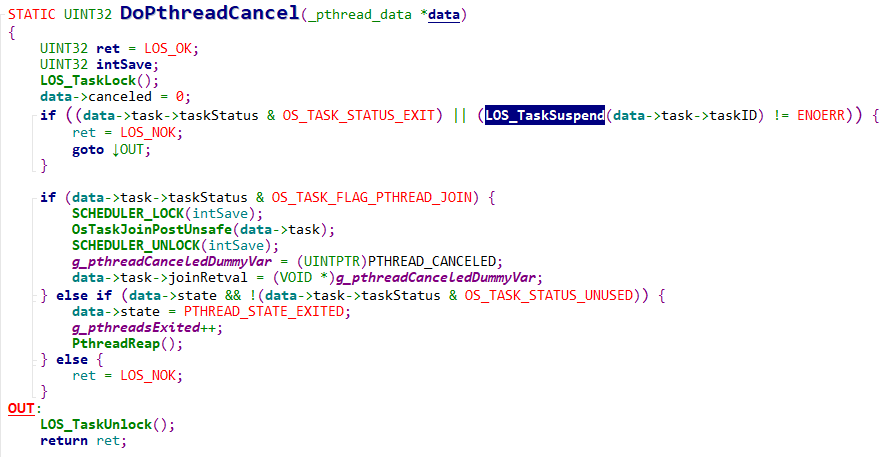 STATIC UINT32 DoPthreadCancel(_pthread_data *data)
{
    UINT32 ret = LOS_OK;
    UINT32 intSave;
    LOS_TaskLock();
    data->canceled = 0;
    if ((data->task->taskStatus & OS_TASK_STATUS_EXIT) || (LOS_TaskSuspend(data->task->taskID) != ENOERR)) {
        ret = LOS_NOK;
        goto ↓OUT;
    }

    if (data->task->taskStatus & OS_TASK_FLAG_PTHREAD_JOIN) {
        SCHEDULER_LOCK(intSave);
        OsTaskJoinPostUnsafe(data->task);
        SCHEDULER_UNLOCK(intSave);
        g_pthreadCanceledDummyVar = (UINTPTR)PTHREAD_CANCELED;
        data->task->joinRetval = (VOID *)g_pthreadCanceledDummyVar;
    } else if (data->state && !(data->task->taskStatus & OS_TASK_STATUS_UNUSED)) {
        data->state = PTHREAD_STATE_EXITED;
        g_pthreadsExited++;
        PthreadReap();
    } else {
        ret = LOS_NOK;
    }
OUT:
    LOS_TaskUnlock();
    return ret;